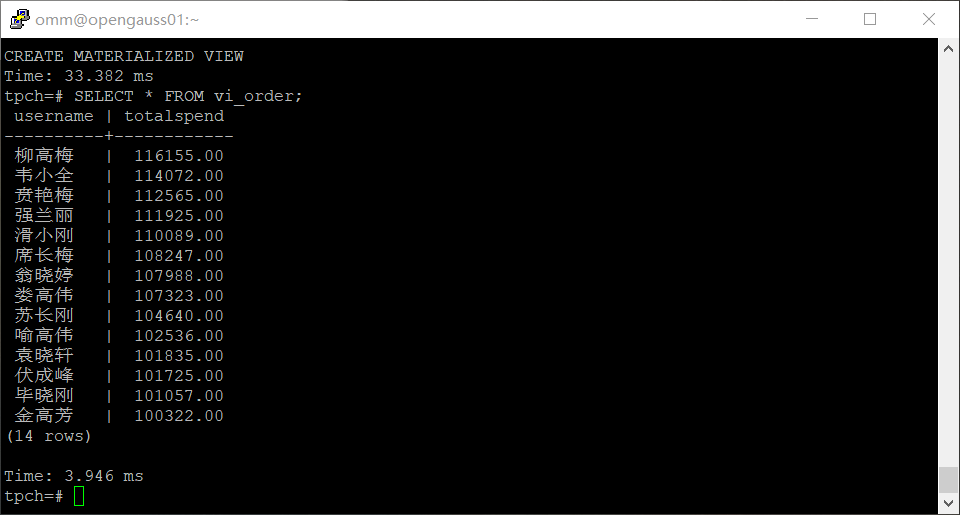 omm@opengauss01:~
CREATE MATERIALIZED VIEW
Time: 33.382 ms
tpch=# SELECT * FROM vi_order;
 username | totalspend
----------+------------
 柳高梅   |  116155.00
 韦小全   |  114072.00
 贲艳梅   |  112565.00
 强兰丽   |  111925.00
 滑小刚   |  110089.00
 席长梅   |  108247.00
 翁晓婷   |  107988.00
 娄高伟   |  107323.00
 苏长刚   |  104640.00
 喻高伟   |  102536.00
 袁晓轩   |  101835.00
 伏成峰   |  101725.00
 毕晓刚   |  101057.00
 金高芳   |  100322.00
(14 rows)
Time: 3.946 ms
tpch=#